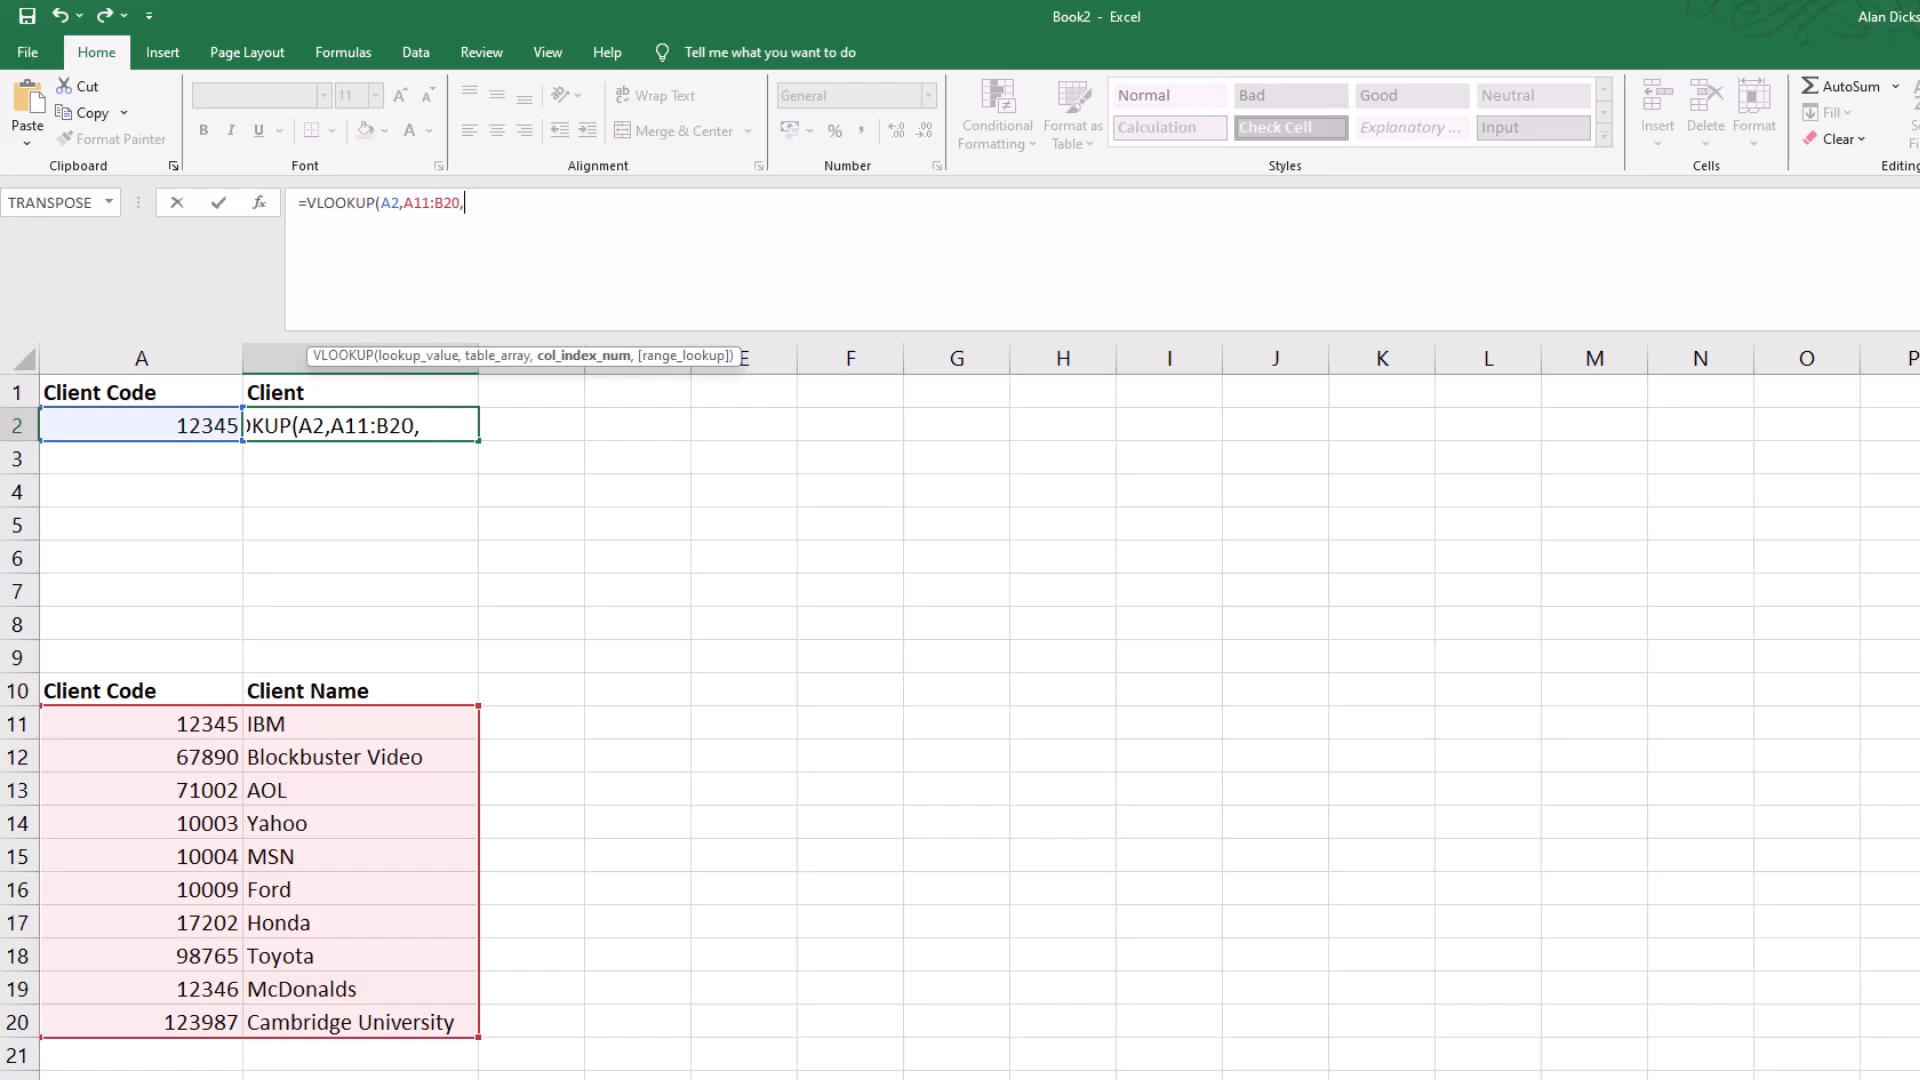 Book2 - Excel
Alan Dicks
File Home Insert Page Layout Formulas Data Review View Help Tell me what you want to do
Paste
Cut
Copy
Format Painter
Clipboard
11
B I U
Font
Wrap Text
Merge & Center
Alignment
General
Number
Conditional Formatting
Format as Table
Normal Bad Good Neutral
Calculation Check Cell Explanatory ... Input
Styles
Insert Delete Format
Cells
AutoSum
Fill
Clear
Editing
TRANSPOSE
fx
=VLOOKUP(A2,A11:B20,
VLOOKUP(lookup_value, table_array, col_index_num, [range_lookup])
A E F G H I J K L M N O P
1 Client Code Client
2 12345 OKUP(A2,A11:B20,
3
4
5
6
7
8
9
10 Client Code Client Name
11 12345 IBM
12 67890 Blockbuster Video
13 71002 AOL
14 10003 Yahoo
15 10004 MSN
16 10009 Ford
17 17202 Honda
18 98765 Toyota
19 12346 McDonalds
20 123987 Cambridge University
21